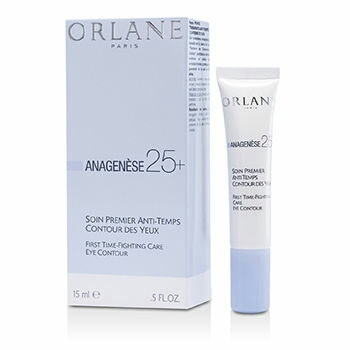 ORLANE
PARIS
ANAGENÈSE 25+
SOIN PREMIER ANTI-TEMPS
CONTOUR DES YEUX
FIRST TIME-FIGHTING CARE
EYE CONTOUR
15 ml e .5 FL.OZ.
ORLANE
PARIS
ANAGENÈSE 25+
SOIN PREMIER
ANTI-TEMPS
CONTOUR DES YEUX
FIRST TIME-FIGHTING
CARE
EYE CONTOUR